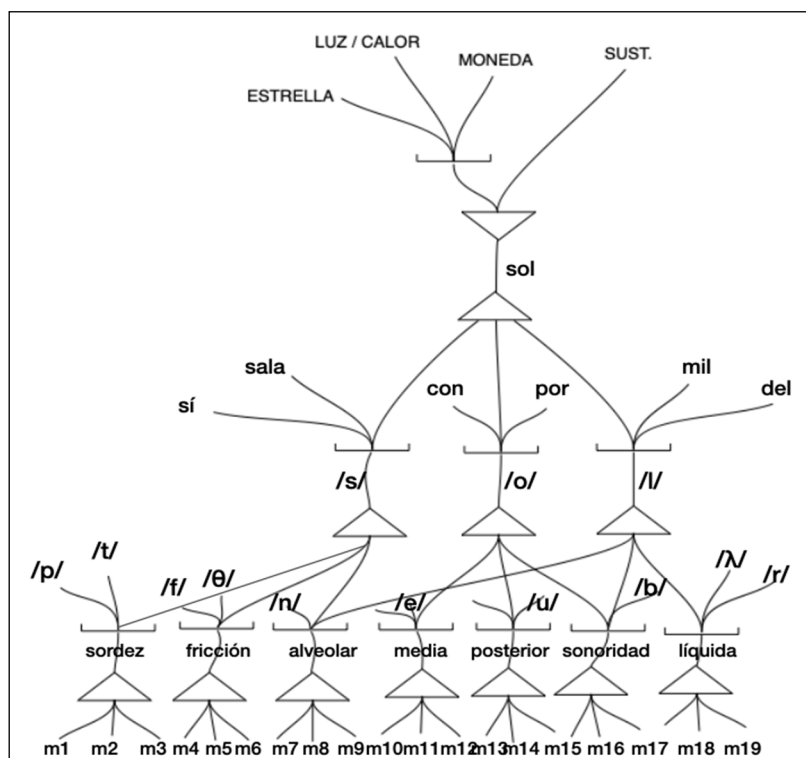 LUZ / CALOR
MONEDA
SUST.
ESTRELLA
sol
sala
con
por
mil
sí
del
/s/
/o/
/l/
/t/
/p/
/f/
/θ/
/n/
/e/
/u/
/b/
/λ/
/r/
sordez
fricción
alveolar
media
posterior
sonoridad
líquida
m1 m2 m3 m4 m5 m6 m7 m8 m9 m10 m11 m12 m13 m14 m15 m16 m17 m18 m19